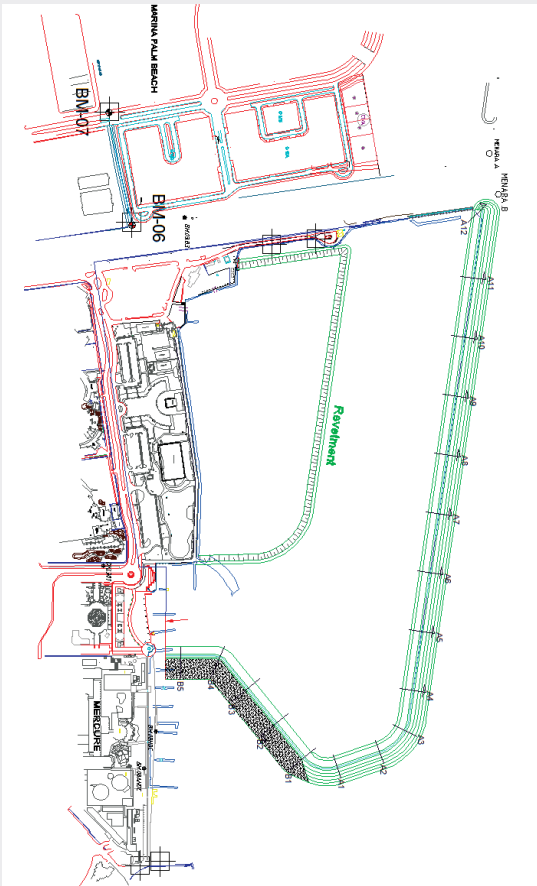 MARINA PALM BEACH
BM-07
BM-06
MENARA A
MENARA B
A12
A11
A10
A9
A8
A7
A6
A5
A4
A3
A2
A1
B1
B2
B3
B4
B5
Revetment
MERCURE